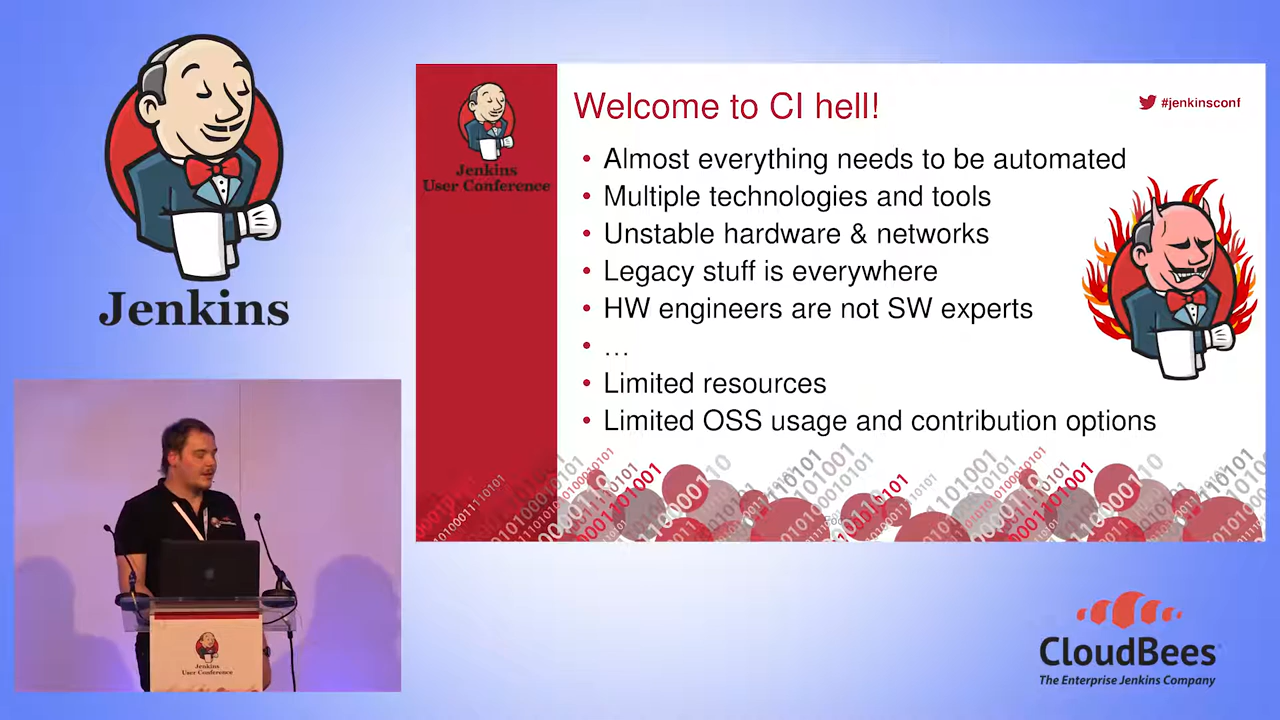 Jenkins
Jenkins
User Conference
Welcome to CI hell!
#jenkinsconf
• Almost everything needs to be automated
• Multiple technologies and tools
• Unstable hardware & networks
• Legacy stuff is everywhere
• HW engineers are not SW experts
• …
• Limited resources
• Limited OSS usage and contribution options
Jenkins
User Conference
CloudBees
The Enterprise Jenkins Company